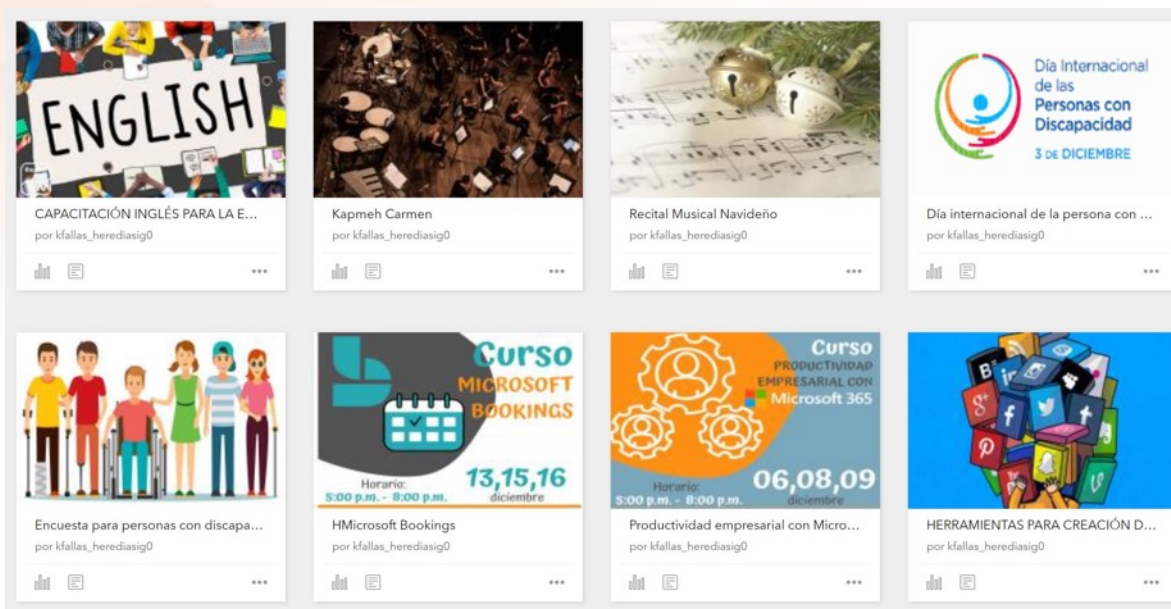 ENGLISH
CAPACITACIÓN INGLÉS PARA LA E...
por kfallas_herediasig0
Kapmeh Carmen
por kfallas_herediasig0
Recital Musical Navideño
por kfallas_herediasig0
Día Internacional
de las
Personas con
Discapacidad
3 DE DICIEMBRE
Día internacional de la persona con ...
por kfallas_herediasig0
Encuesta para personas con discapa...
por kfallas_herediasig0
Curso
MICROSOFT
BOOKINGS
Horario:
5:00 p.m. - 8:00 p.m.
13,15,16
diciembre
HMicrosoft Bookings
por kfallas_herediasig0
Curso
PRODUCTIVIDAD
EMPRESARIAL CON
Microsoft 365
Horario:
5:00 p.m. - 8:00 p.m.
06,08,09
diciembre
Productividad empresarial con Micro...
por kfallas_herediasig0
HERRAMIENTAS PARA CREACIÓN D...
por kfallas_herediasig0